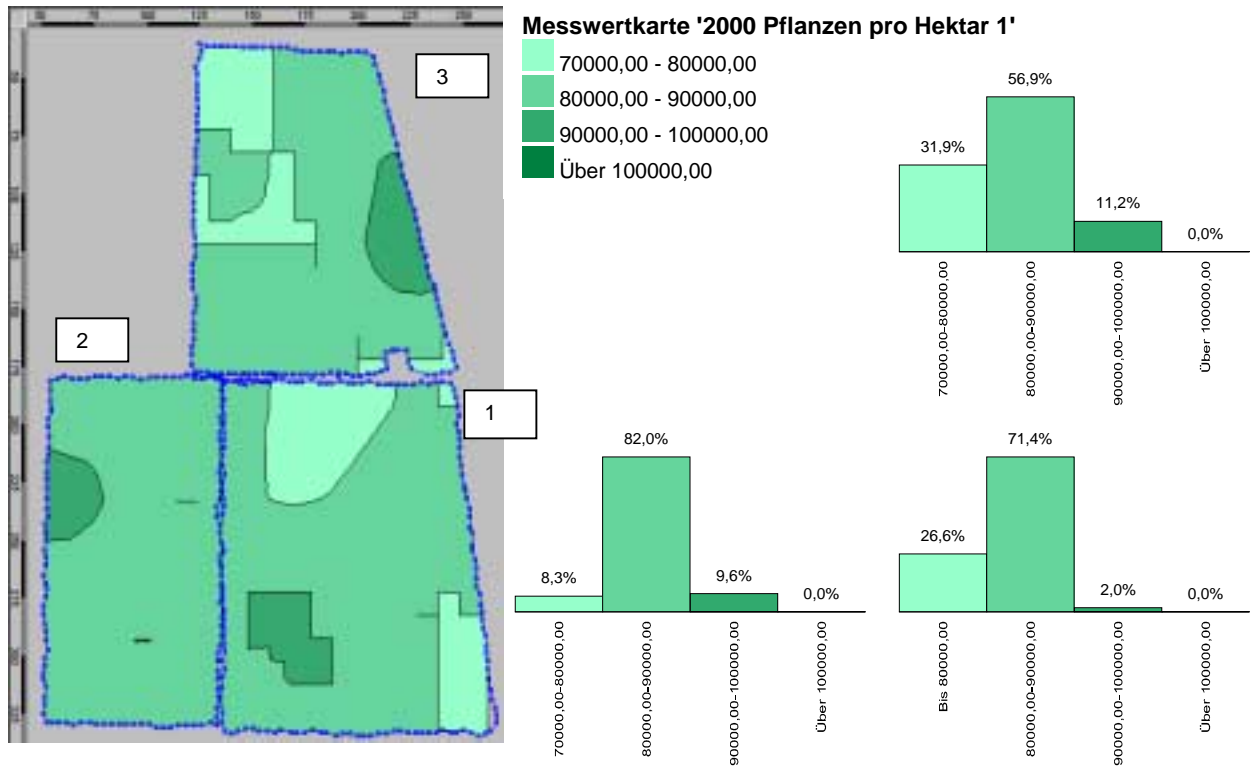 3
2
1
Messwertkarte '2000 Pflanzen pro Hektar 1'
70000,00 - 80000,00
80000,00 - 90000,00
90000,00 - 100000,00
Über 100000,00
31,9%
56,9%
11,2%
0,0%
70000,00-80000,00
80000,00-90000,00
90000,00-100000,00
Über 100000,00
8,3%
82,0%
9,6%
0,0%
70000,00-80000,00
80000,00-90000,00
90000,00-100000,00
Über 100000,00
26,6%
71,4%
2,0%
0,0%
Bis 80000,00
80000,00-90000,00
90000,00-100000,00
Über 100000,00